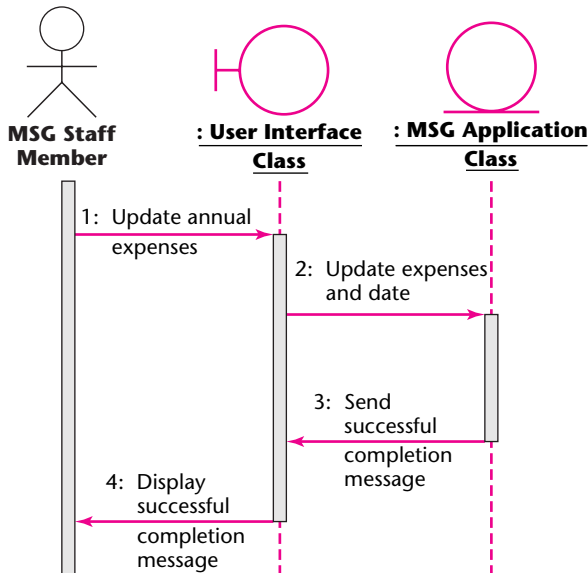 MSG Staff
Member
: User Interface
Class
: MSG Application
Class
1: Update annual
expenses
2: Update expenses
and date
3: Send
successful
completion
message
4: Display
successful
completion
message